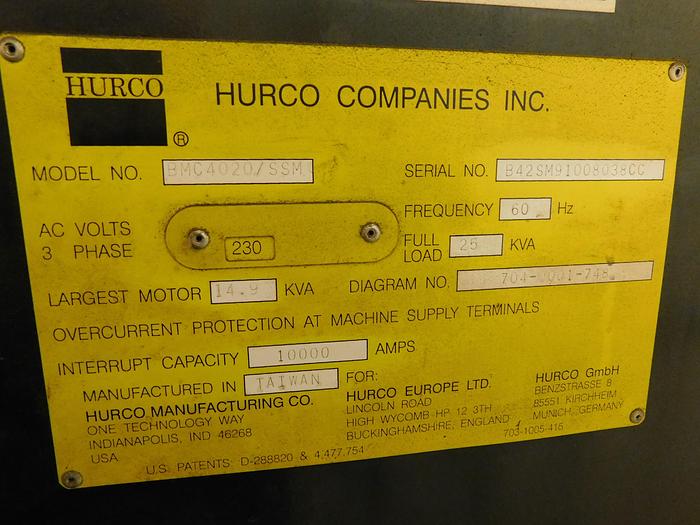 HURCO
®
HURCO COMPANIES INC.
MODEL NO. BMC4020/SSM
SERIAL NO. B42SM91008038CC
AC VOLTS
3 PHASE
230
FREQUENCY 60 Hz
FULL
LOAD 25 KVA
LARGEST MOTOR 14.9 KVA
DIAGRAM NO.
OVERCURRENT PROTECTION AT MACHINE SUPPLY TERMINALS
INTERRUPT CAPACITY 10000 AMPS
MANUFACTURED IN TAIWAN FOR:
HURCO MANUFACTURING CO.
ONE TECHNOLOGY WAY
INDIANAPOLIS, IND 46268
USA
HURCO EUROPE LTD.
LINCOLN ROAD
HIGH WYCOMB HP 12 3TH
BUCKINGHAMSHIRE, ENGLAND
HURCO GmbH
BENZSTRASSE 8
85551 KIRCHHEIM
MUNICH, GERMANY
703-1005-416
U.S. PATENTS: D-288820 & 4,477,754